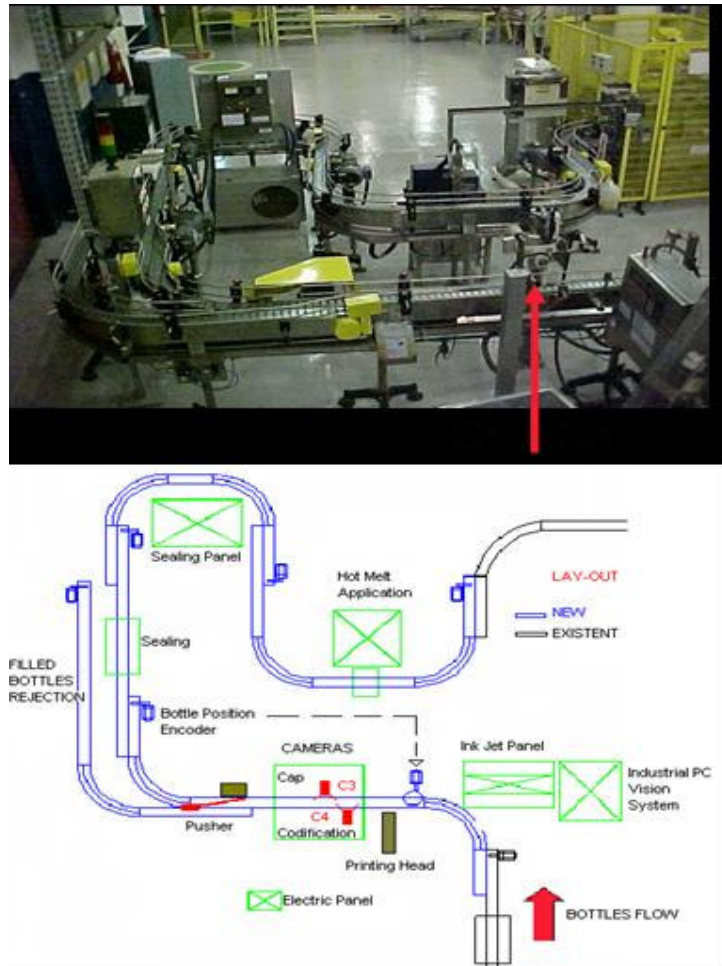 Sealing Panel
Hot Melt
Application
LAY-OUT
NEW
EXISTENT
Sealing
FILLED
BOTTLES
REJECTION
Bottle Position
Encoder
CAMERAS
Ink Jet Panel
Cap
C3
Industrial PC
Vision
System
C4
Pusher
Codification
Printing Head
Electric Panel
BOTTLES FLOW